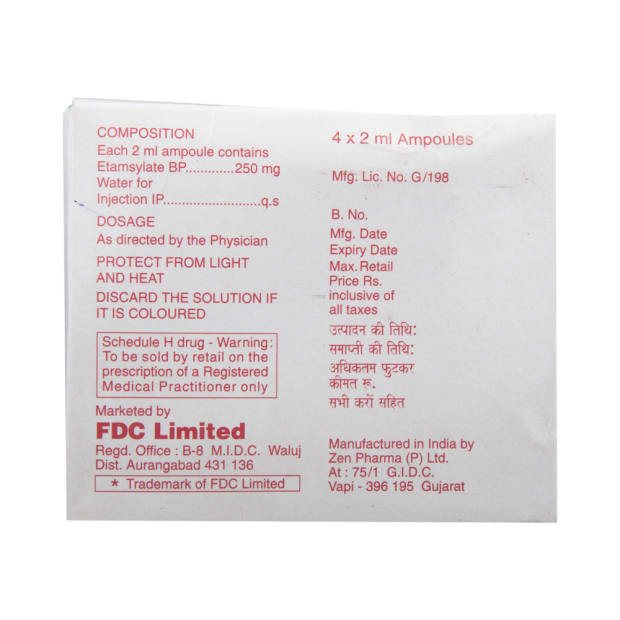 COMPOSITION
Each 2 ml ampoule contains
Etamsylate BP.............250 mg
Water for
Injection IP..........................q.s
DOSAGE
As directed by the Physician
PROTECT FROM LIGHT
AND HEAT
DISCARD THE SOLUTION IF
IT IS COLOURED
Schedule H drug - Warning:
To be sold by retail on the
prescription of a Registered
Medical Practitioner only
Marketed by
FDC Limited
Regd. Office : B-8 M.I.D.C. Waluj
Dist. Aurangabad 431 136
* Trademark of FDC Limited
4 x 2 ml Ampoules
Mfg. Lic. No. G/198
B. No.
Mfg. Date
Expiry Date
Max. Retail
Price Rs.
inclusive of
all taxes
उत्पादन की तिथि:
समाप्ती की तिथि:
अधिकतम फुटकर
कीमत रू.
सभी करों सहित
Manufactured in India by
Zen Pharma (P) Ltd.
At : 75/1 G.I.D.C.
Vapi - 396 195 Gujarat